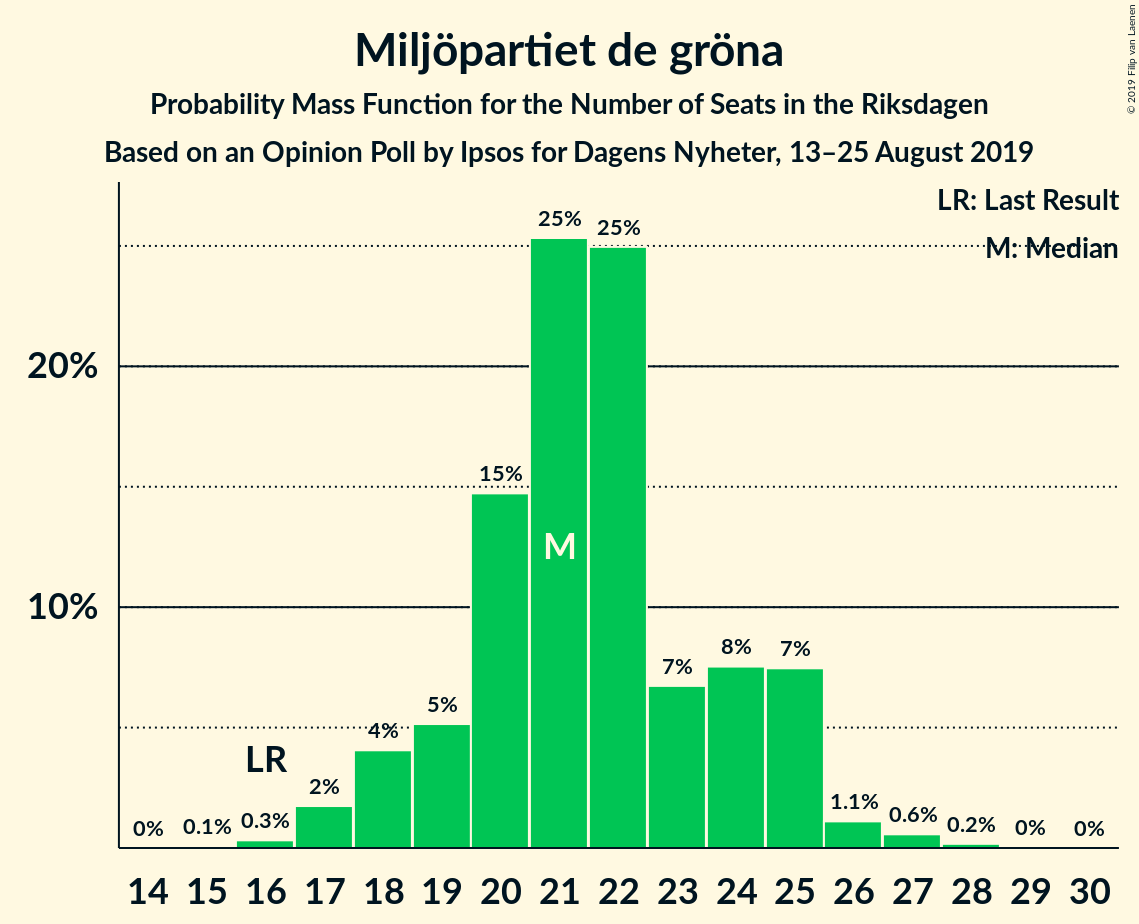 Miljöpartiet de gröna
Probability Mass Function for the Number of Seats in the Riksdagen
Based on an Opinion Poll by Ipsos for Dagens Nyheter, 13–25 August 2019
© 2019 Filip van Laenen
LR: Last Result
M: Median
20%
10%
0%
0.1%
0.3%
2%
4%
5%
15%
25%
25%
7%
8%
7%
1.1%
0.6%
0.2%
0%
0%
LR
M
14 15 16 17 18 19 20 21 22 23 24 25 26 27 28 29 30